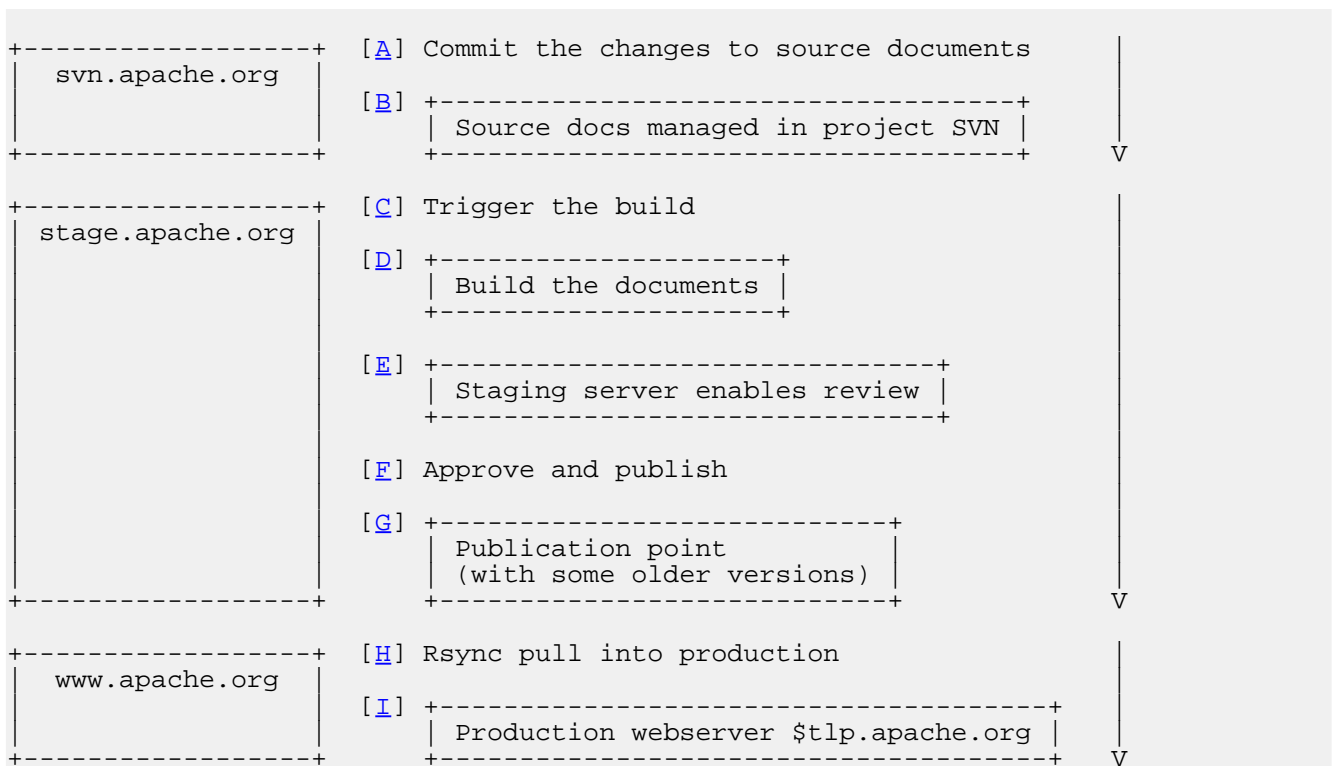 +------------------+ [A] Commit the changes to source documents |
| svn.apache.org | |
| | [B] +------------------------------------+ |
| | | Source docs managed in project SVN | |
+------------------+ +------------------------------------+ V
+------------------+ [C] Trigger the build |
| stage.apache.org | |
| | [D] +---------------------+ |
| | | Build the documents | |
| | +---------------------+ |
| | |
| | [E] +-------------------------------+ |
| | | Staging server enables review | |
| | +-------------------------------+ |
| | |
| | [F] Approve and publish |
| | |
| | [G] +----------------------------+ |
| | | Publication point | |
| | | (with some older versions) | |
+------------------+ +----------------------------+ V
+------------------+ [H] Rsync pull into production |
| www.apache.org | |
| | [I] +--------------------------------------+ |
| | | Production webserver $tlp.apache.org | |
+------------------+ +--------------------------------------+ V